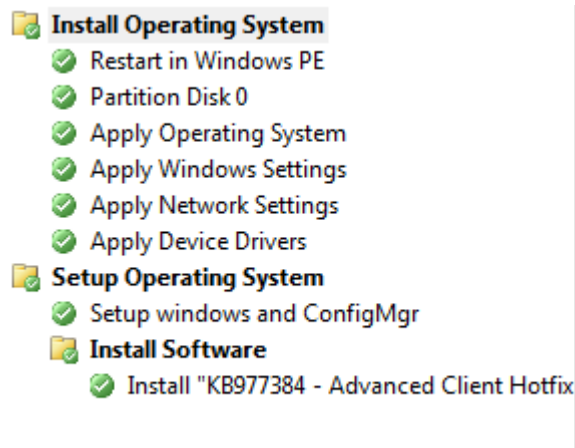 Install Operating System
Restart in Windows PE
Partition Disk 0
Apply Operating System
Apply Windows Settings
Apply Network Settings
Apply Device Drivers
Setup Operating System
Setup windows and ConfigMgr
Install Software
Install "KB977384 - Advanced Client Hotfix